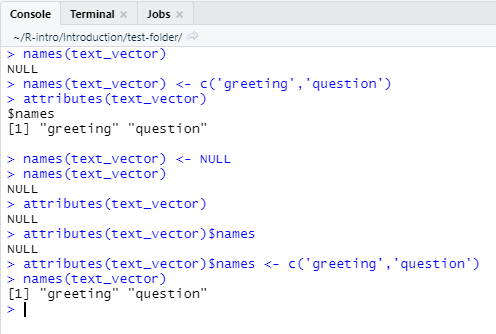 Console Terminal × Jobs ×
~/R-intro/Introduction/test-folder/
> names(text_vector)
NULL
> names(text_vector) <- c('greeting','question')
> attributes(text_vector)
$names
[1] "greeting" "question"

> names(text_vector) <- NULL
> names(text_vector)
NULL
> attributes(text_vector)
NULL
> attributes(text_vector)$names
NULL
> attributes(text_vector)$names <- c('greeting','question')
> names(text_vector)
[1] "greeting" "question"
>